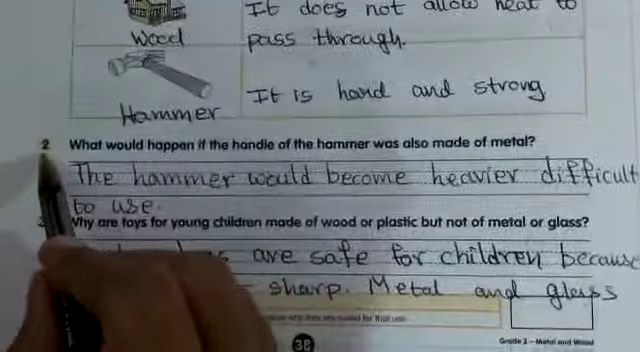 It does not allow heat to
Wood
pass through.
It is hard and strong
Hammer
2 What would happen if the handle of the hammer was also made of metal?
The hammer would become heavier difficult
to use.
Why are toys for young children made of wood or plastic but not of metal or glass?
are safe for children because
sharp. Metal and glass
38
Grade 2 – Metal and Wood